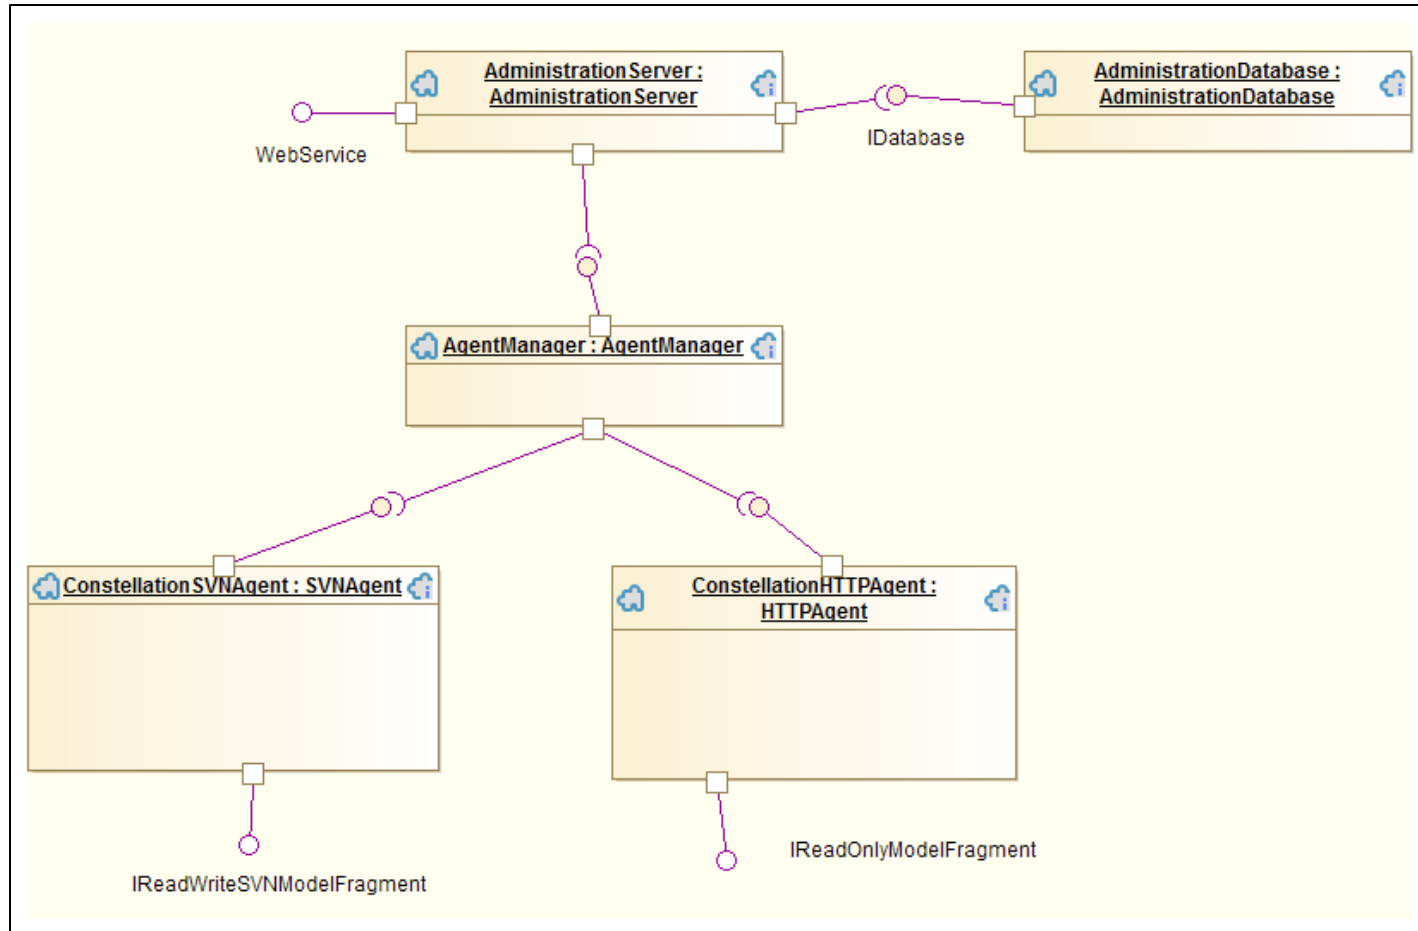 AdministrationServer :
AdministrationServer
AdministrationDatabase :
AdministrationDatabase
WebService
IDatabase
AgentManager : AgentManager
ConstellationSVNAgent : SVNAgent
ConstellationHTTPAgent :
HTTPAgent
IReadWriteSVNModelFragment
IReadOnlyModelFragment